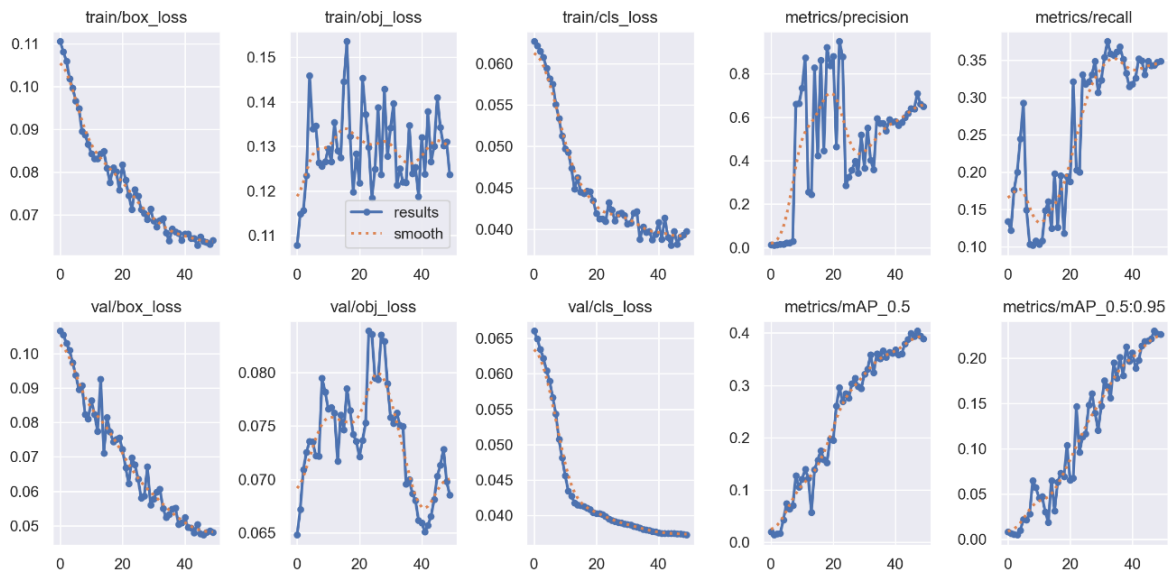 train/box_loss
train/obj_loss
train/cls_loss
metrics/precision
metrics/recall
0.11
0.10
0.09
0.08
0.07
0 20 40
0.15
0.14
0.13
0.12
0.11
results
smooth
0 20 40
0.060
0.055
0.050
0.045
0.040
0 20 40
0.8
0.6
0.4
0.2
0.0
0 20 40
0.35
0.30
0.25
0.20
0.15
0.10
0 20 40
val/box_loss
val/obj_loss
val/cls_loss
metrics/mAP_0.5
metrics/mAP_0.5:0.95
0.10
0.09
0.08
0.07
0.06
0.05
0 20 40
0.080
0.075
0.070
0.065
0 20 40
0.065
0.060
0.055
0.050
0.045
0.040
0 20 40
0.4
0.3
0.2
0.1
0.0
0 20 40
0.20
0.15
0.10
0.05
0.00
0 20 40